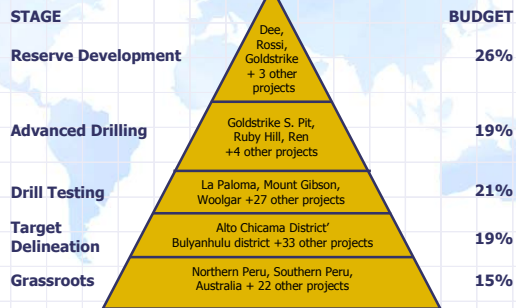 STAGE
BUDGET
Reserve Development
Dee,
Rossi,
Goldstrike
+ 3 other
projects
26%
Advanced Drilling
Goldstrike S. Pit,
Ruby Hill, Ren
+4 other projects
19%
Drill Testing
La Paloma, Mount Gibson,
Woolgar +27 other projects
21%
Target
Delineation
Alto Chicama District'
Bulyanhulu district +33 other projects
19%
Grassroots
Northern Peru, Southern Peru,
Australia + 22 other projects
15%